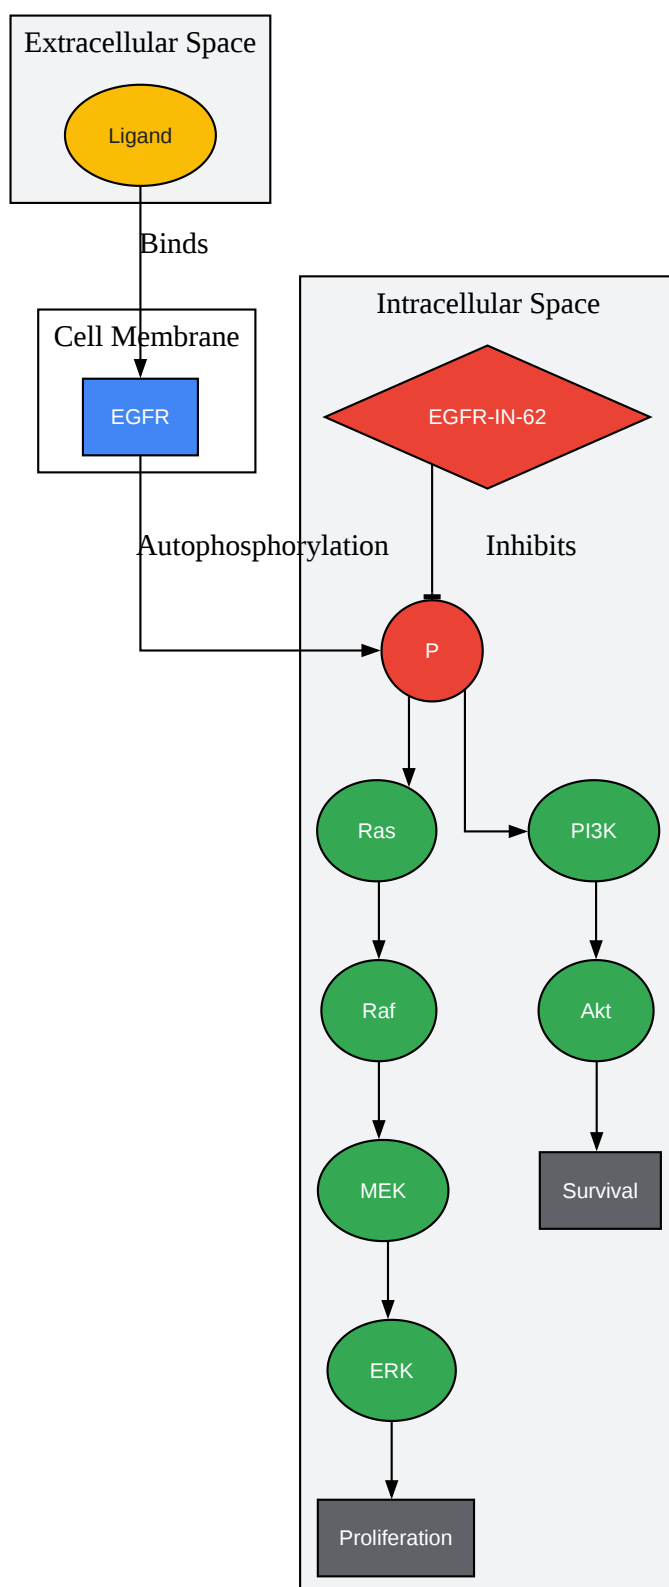 Extracellular Space
Ligand
Binds
Intracellular Space
Cell Membrane
EGFR
EGFR-IN-62
Autophosphorylation
Inhibits
P
Ras
PI3K
Raf
Akt
MEK
Survival
ERK
Proliferation